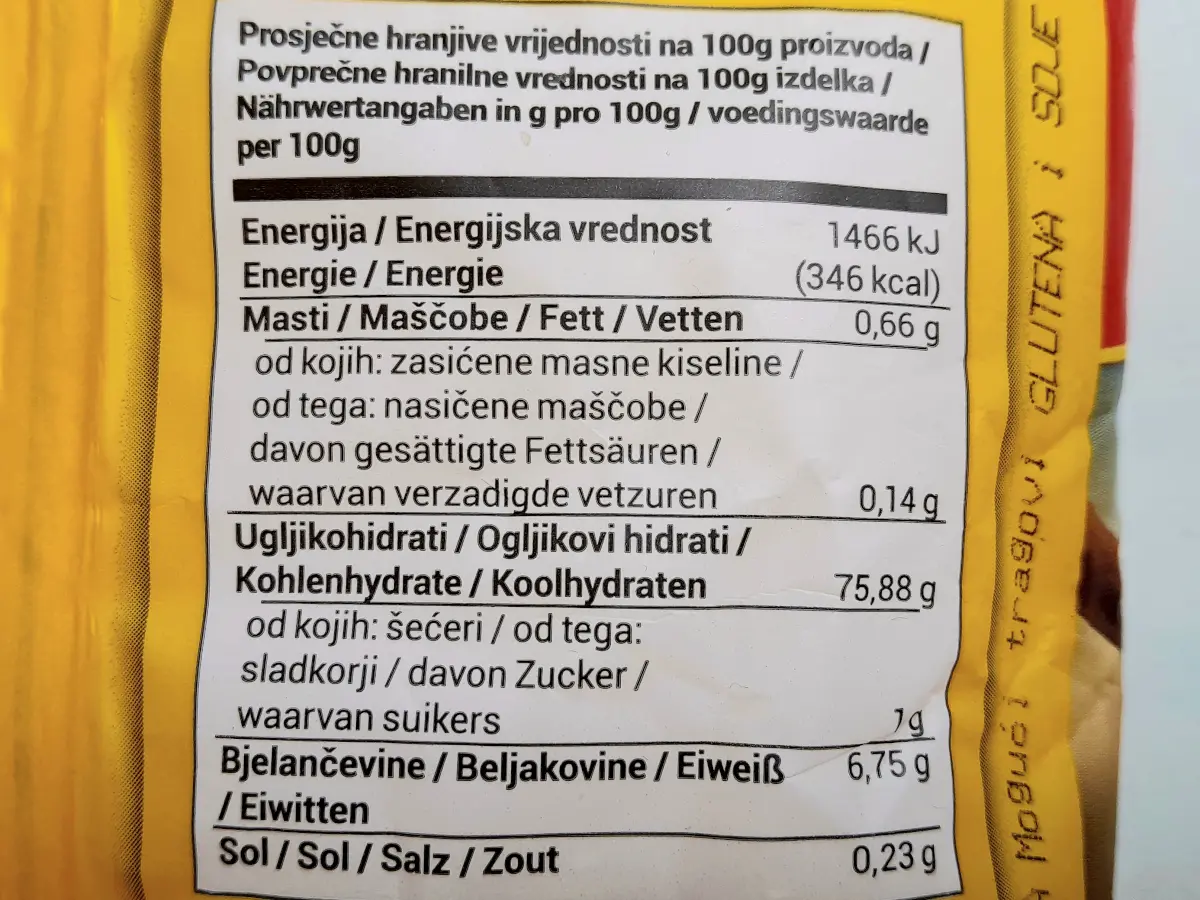 Prosječne hranjive vrijednosti na 100g proizvoda /
Povprečne hranilne vrednosti na 100g izdelka /
Nährwertangaben in g pro 100g / voedingswaarde
per 100g
Energija / Energijska vrednost 1466 kJ
Energie / Energie (346 kcal)
Masti / Maščobe / Fett / Vetten 0,66 g
od kojih: zasićene masne kiseline /
od tega: nasičene maščobe /
davon gesättigte Fettsäuren /
waarvan verzadigde vetzuren 0,14 g
Ugljikohidrati / Ogljikovi hidrati /
Kohlenhydrate / Koolhydraten 75,88 g
od kojih: šećeri / od tega:
sladkorji / davon Zucker /
waarvan suikers 1g
Bjelančevine / Beljakovine / Eiweiß 6,75 g
/ Eiwitten
Sol / Sol / Salz / Zout 0,23 g
Mogući tragovi GLUTENA i SOJE